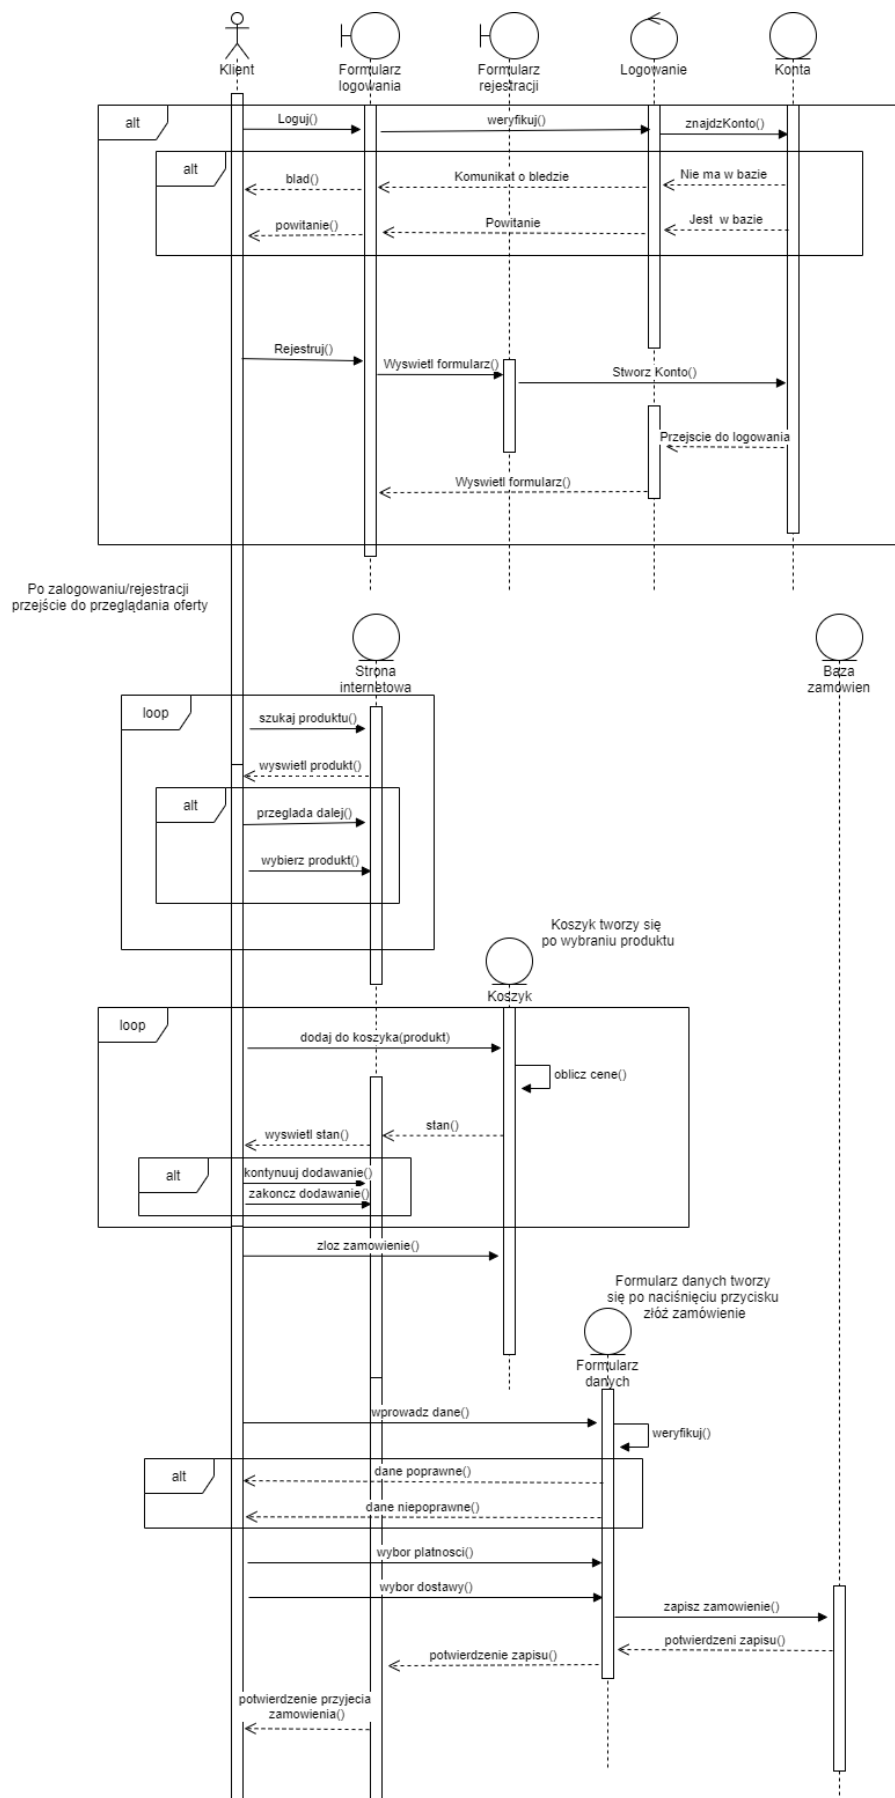 Klient
Formularz
logowania
Formularz
rejestracji
Logowanie
Konta
alt
Loguj()
weryfikuj()
znajdzKonto()
alt
blad()
Komunikat o bledzie
Nie ma w bazie
powitanie()
Powitanie
Jest w bazie
Rejestruj()
Wyswietl formularz()
Stworz Konto()
Przejscie do logowania
Wyswietl formularz()
Po zalogowaniu/rejestracji
przejście do przeglądania oferty
Strona
internetowa
Baza
zamowien
loop
szukaj produktu()
wyswietl produkt()
alt
przeglada dalej()
wybierz produkt()
Koszyk tworzy się
po wybraniu produktu
Koszyk
loop
dodaj do koszyka(produkt)
oblicz cene()
wyswietl stan()
stan()
alt
kontynuuj dodawanie()
zakoncz dodawanie()
zloz zamowienie()
Formularz danych tworzy
się po naciśnięciu przycisku
złóż zamówienie
Formularz
danych
wprowadz dane()
weryfikuj()
alt
dane poprawne()
dane niepoprawne()
wybor platnosci()
wybor dostawy()
zapisz zamowienie()
potwierdzeni zapisu()
potwierdzenie zapisu()
potwierdzenie przyjecia
zamowienia()